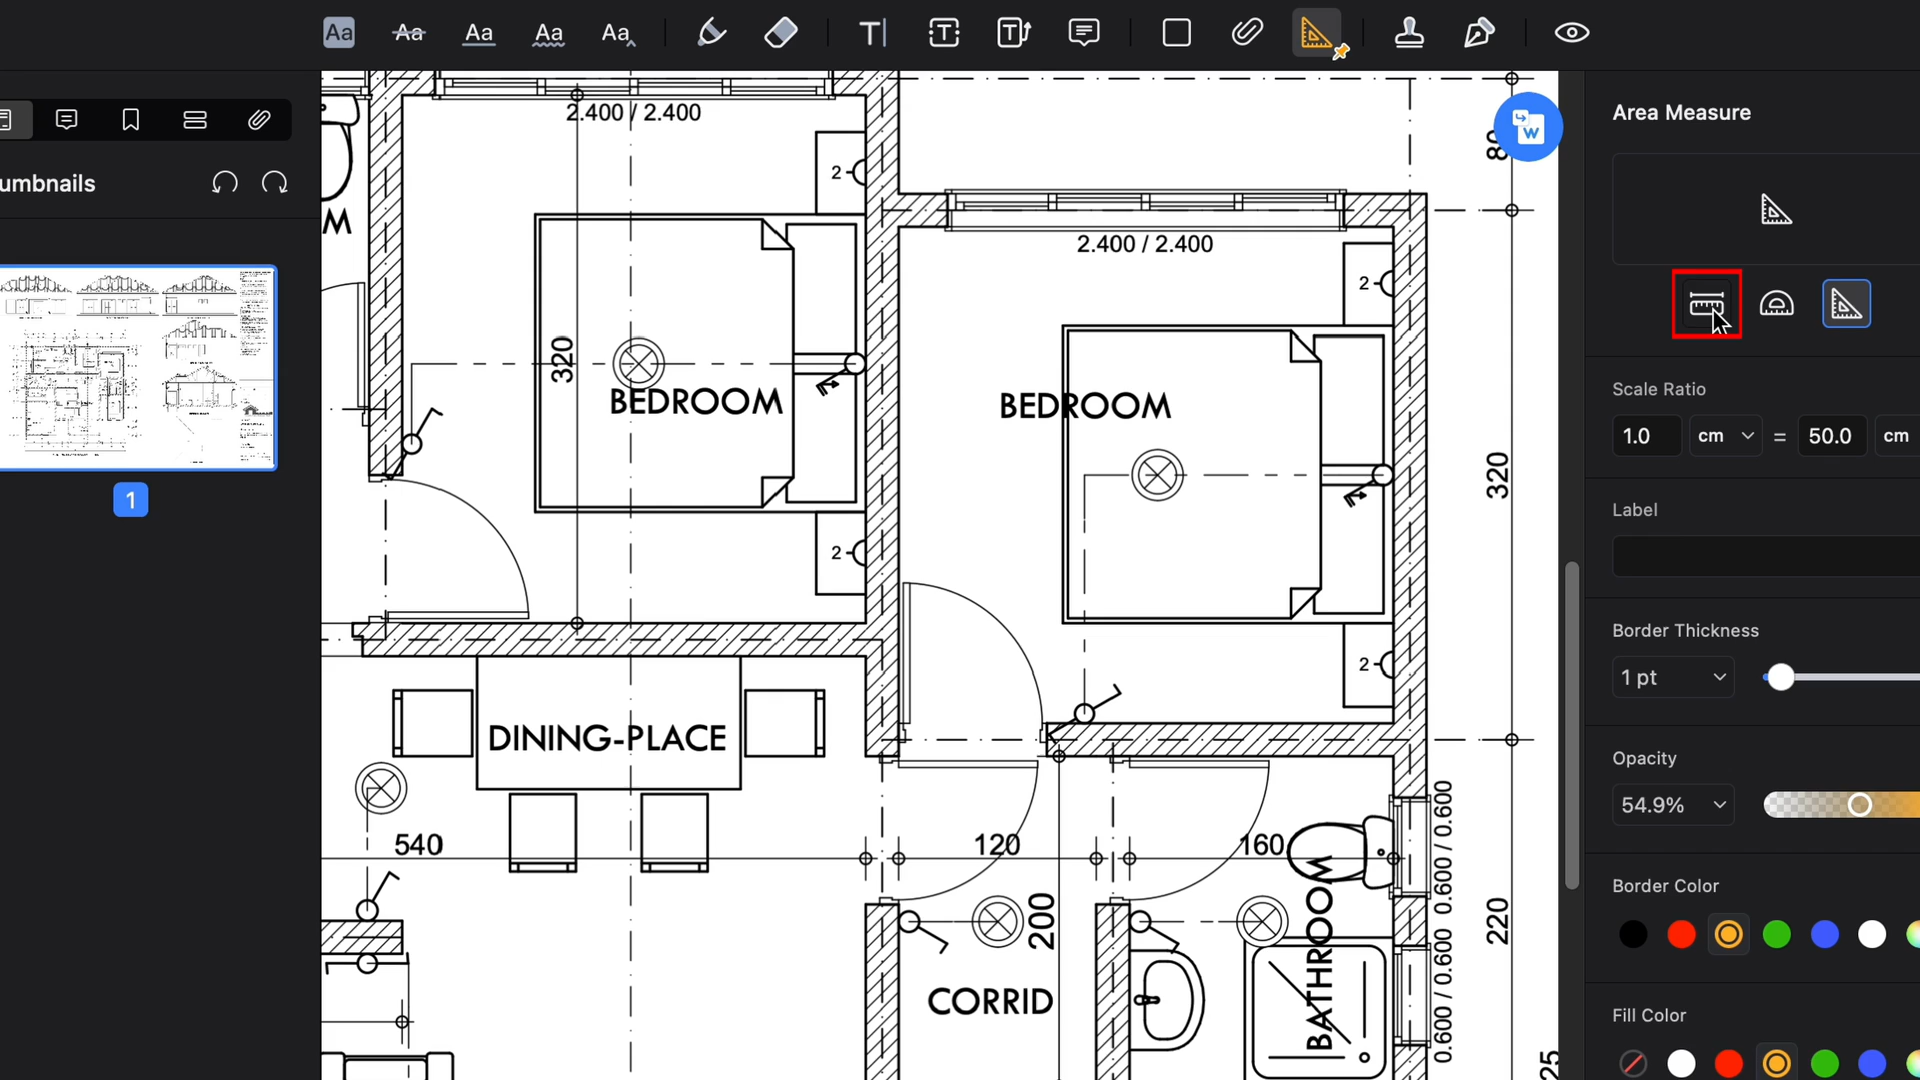 Aa Aa Aa Aa Aa T T T
umbnails
1
W
2.400 / 2.400
2
320
BEDROOM
2
M
2.400 / 2.400
2
BEDROOM
320
2
80
DINING-PLACE
540
120
160
200
220
0.600 / 0.600
0.600 / 0.600
CORRID
BATHROOM
25
Area Measure
Scale Ratio
1.0 cm = 50.0 cm
Label
Border Thickness
1 pt
Opacity
54.9%
Border Color
Fill Color